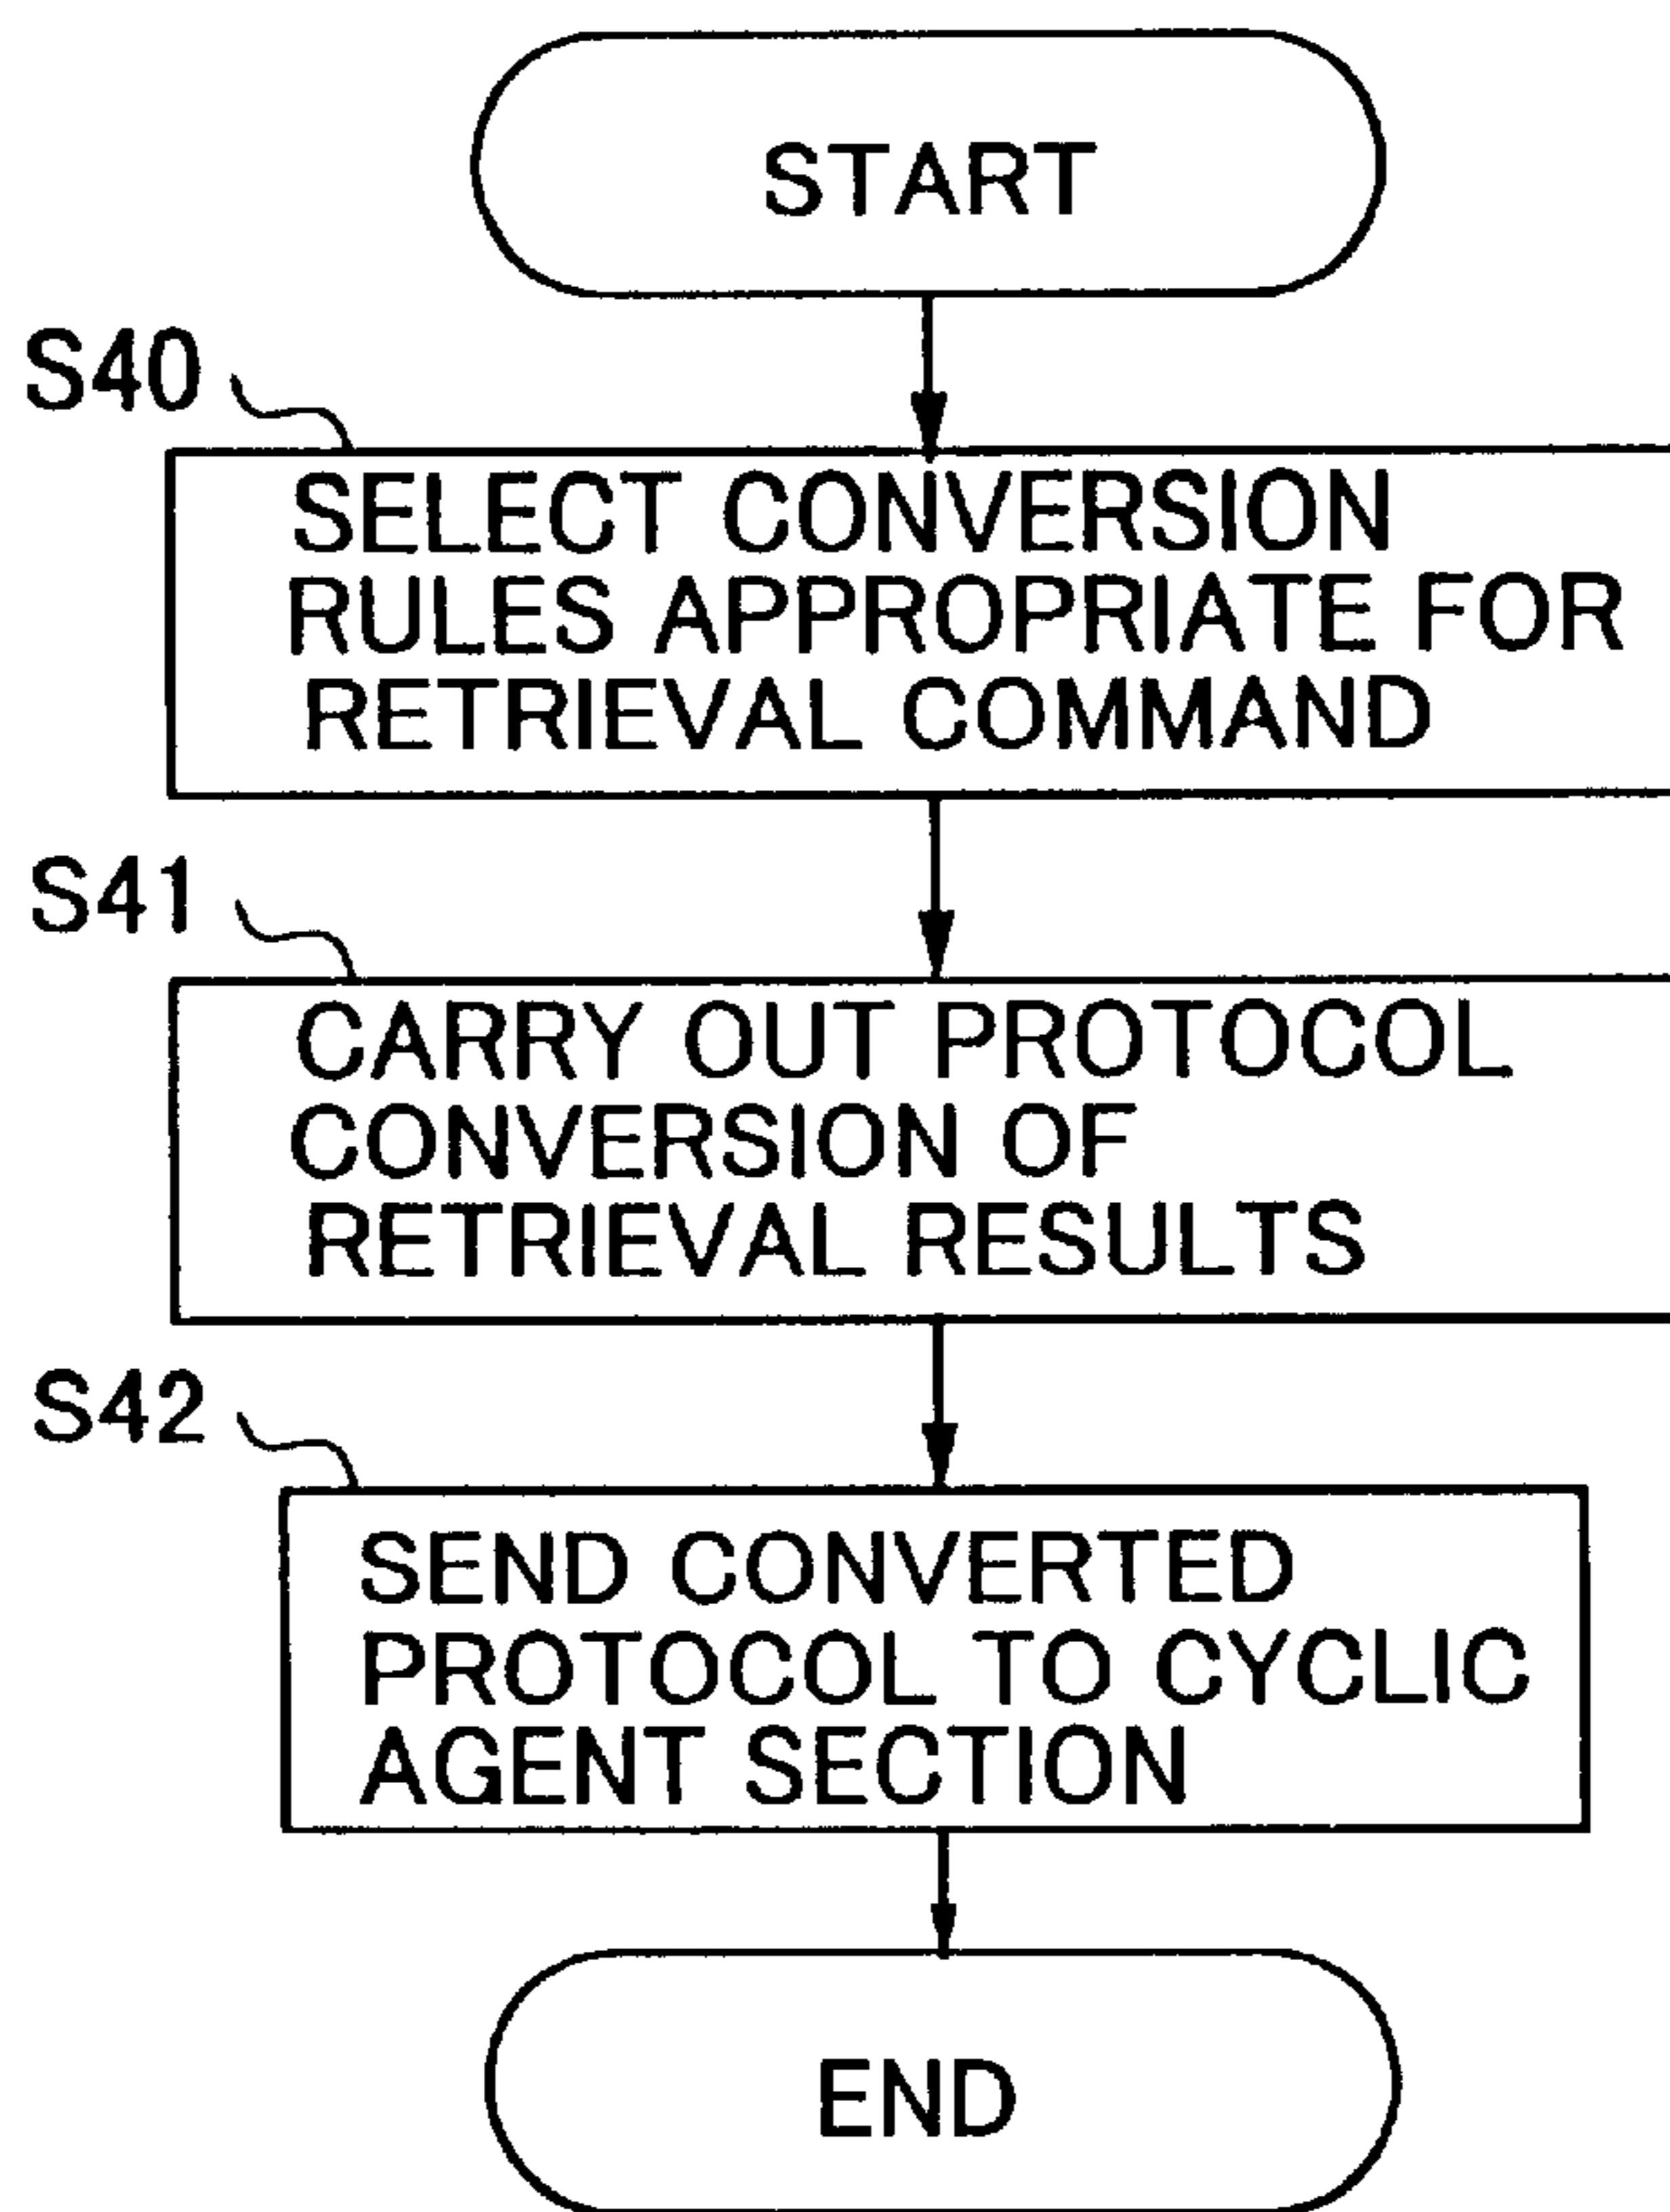 START
S40
SELECT CONVERSION
RULES APPROPRIATE FOR
RETRIEVAL COMMAND
S41
CARRY OUT PROTOCOL
CONVERSION OF
RETRIEVAL RESULTS
S42
SEND CONVERTED
PROTOCOL TO CYCLIC
AGENT SECTION
END